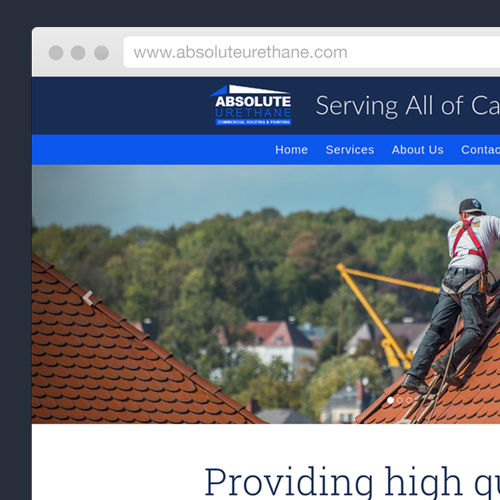 www.absoluteurethane.com
ABSOLUTE
URETHANE
COMMERCIAL ROOFING & PAINTING
Serving All of Ca
Home Services About Us Contac
Providing high qu